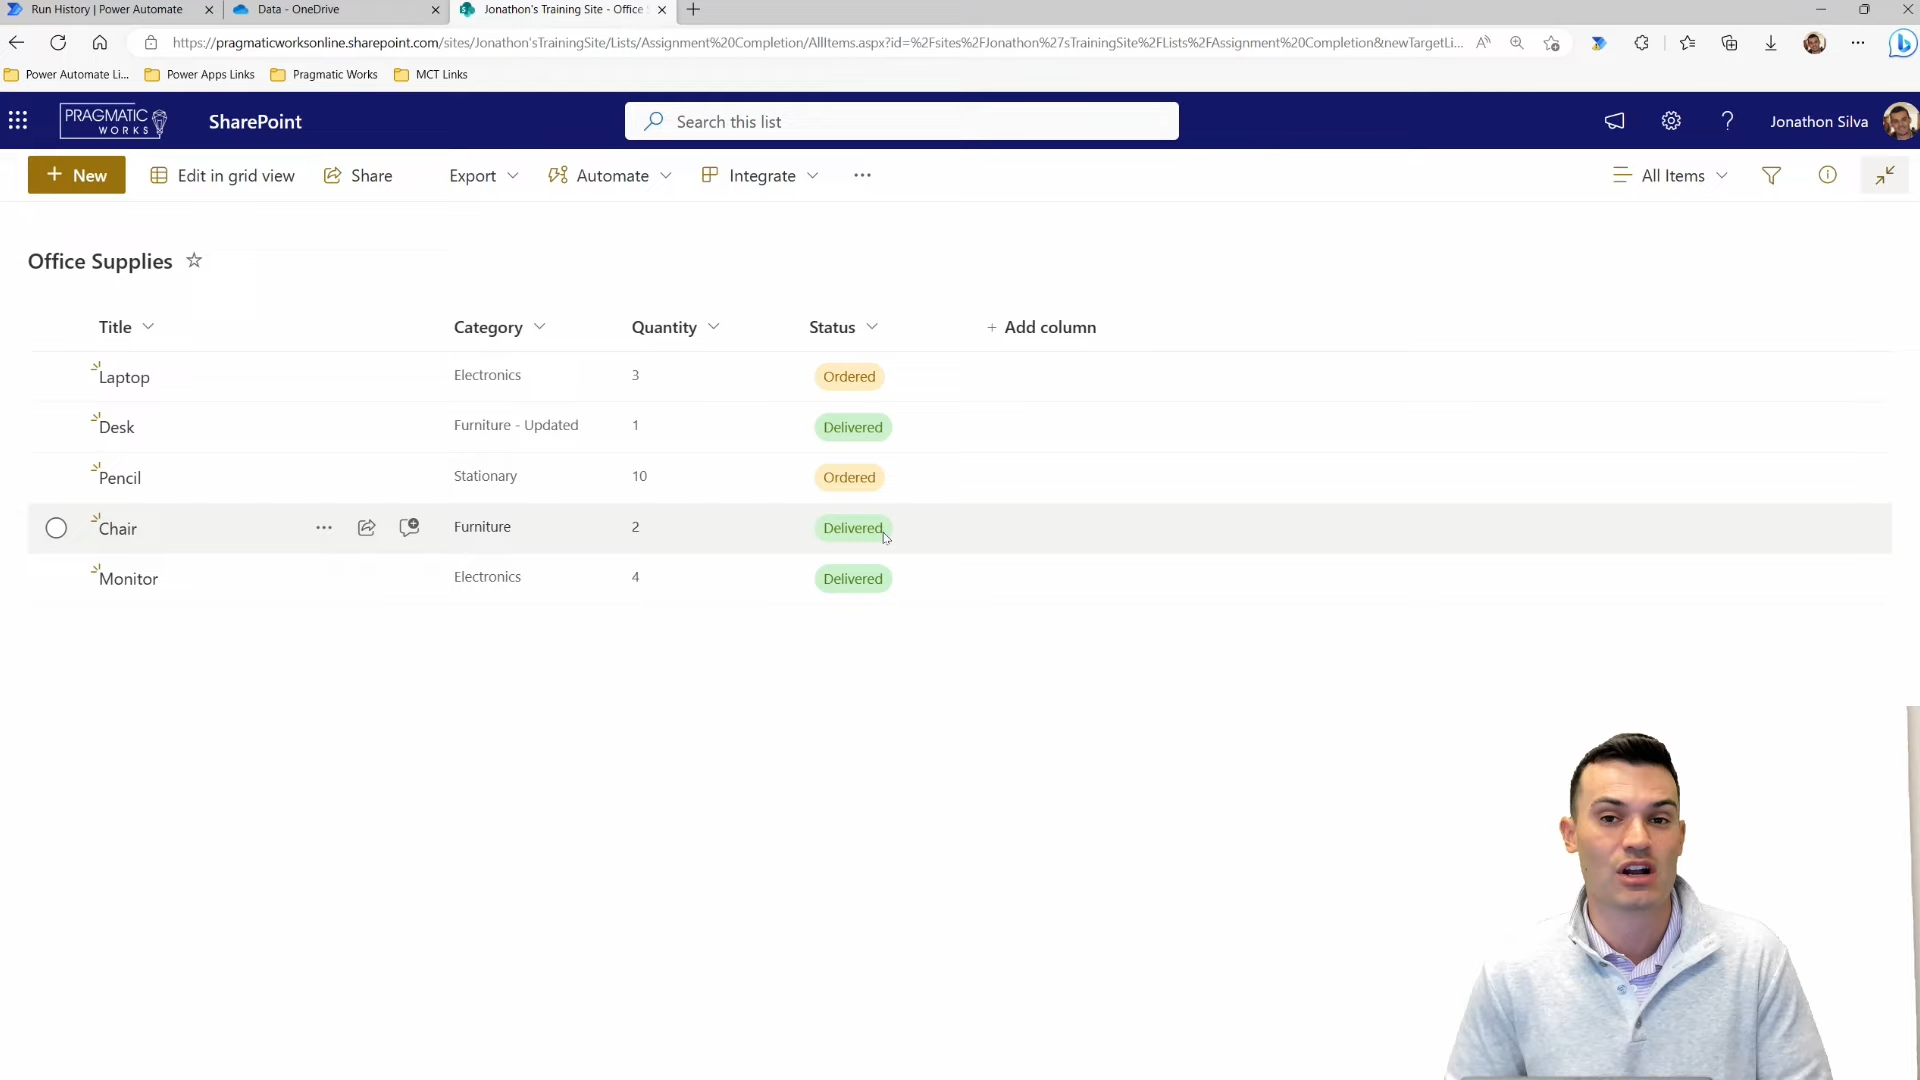 Run History | Power Automate
Data - OneDrive
Jonathon's Training Site - Office
https://pragmaticworksonline.sharepoint.com/sites/Jonathon'sTrainingSite/Lists/Assignment%20Completion/AllItems.aspx?id=%2Fsites%2FJonathon%27sTrainingSite%2FLists%2FAssignment%20Completion&newTargetLi...
Power Automate Li...
Power Apps Links
Pragmatic Works
MCT Links
PRAGMATIC
WORKS
SharePoint
Search this list
Jonathon Silva
+ New
Edit in grid view
Share
Export
Automate
Integrate
All Items
Office Supplies
Title Category Quantity Status + Add column
Laptop Electronics 3 Ordered
Desk Furniture - Updated 1 Delivered
Pencil Stationary 10 Ordered
Chair Furniture 2 Delivered
Monitor Electronics 4 Delivered